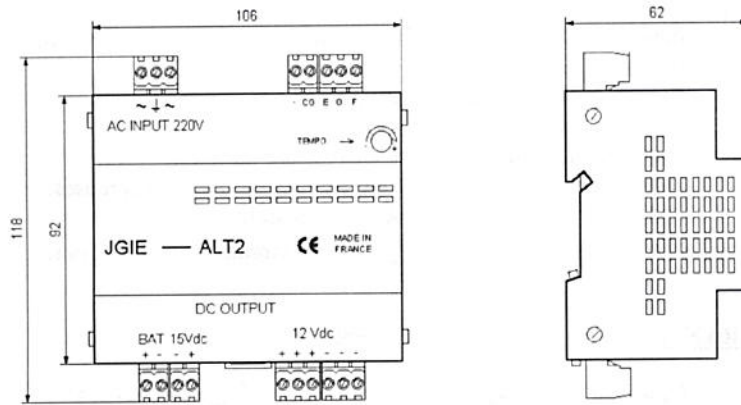 106
62
- CO E O F
~ ⏚ ~
AC INPUT 220V
TEMPO →
118
92
JGIE — ALT2
CE
MADE IN
FRANCE
DC OUTPUT
BAT 15Vdc
12 Vdc
+ - - +
+ + + - - -